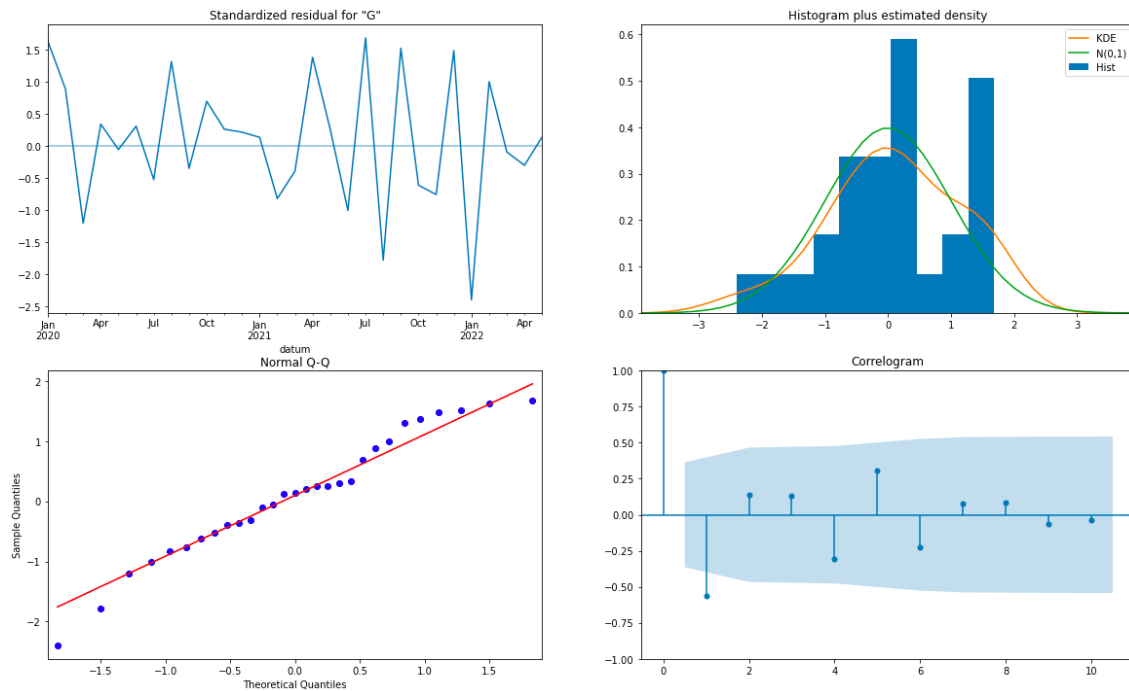 Standardized residual for "G"
1.5
1.0
0.5
0.0
−0.5
−1.0
−1.5
−2.0
−2.5
Jan Apr Jul Oct Jan Apr Jul Oct Jan Apr
2020 2021 2022
datum
Histogram plus estimated density
0.6
0.5
0.4
0.3
0.2
0.1
0.0
−3 −2 −1 0 1 2 3
KDE
N(0,1)
Hist
Normal Q-Q
2
1
0
−1
−2
Sample Quantiles
−1.5 −1.0 −0.5 0.0 0.5 1.0 1.5
Theoretical Quantiles
Correlogram
1.00
0.75
0.50
0.25
0.00
−0.25
−0.50
−0.75
−1.00
0 2 4 6 8 10